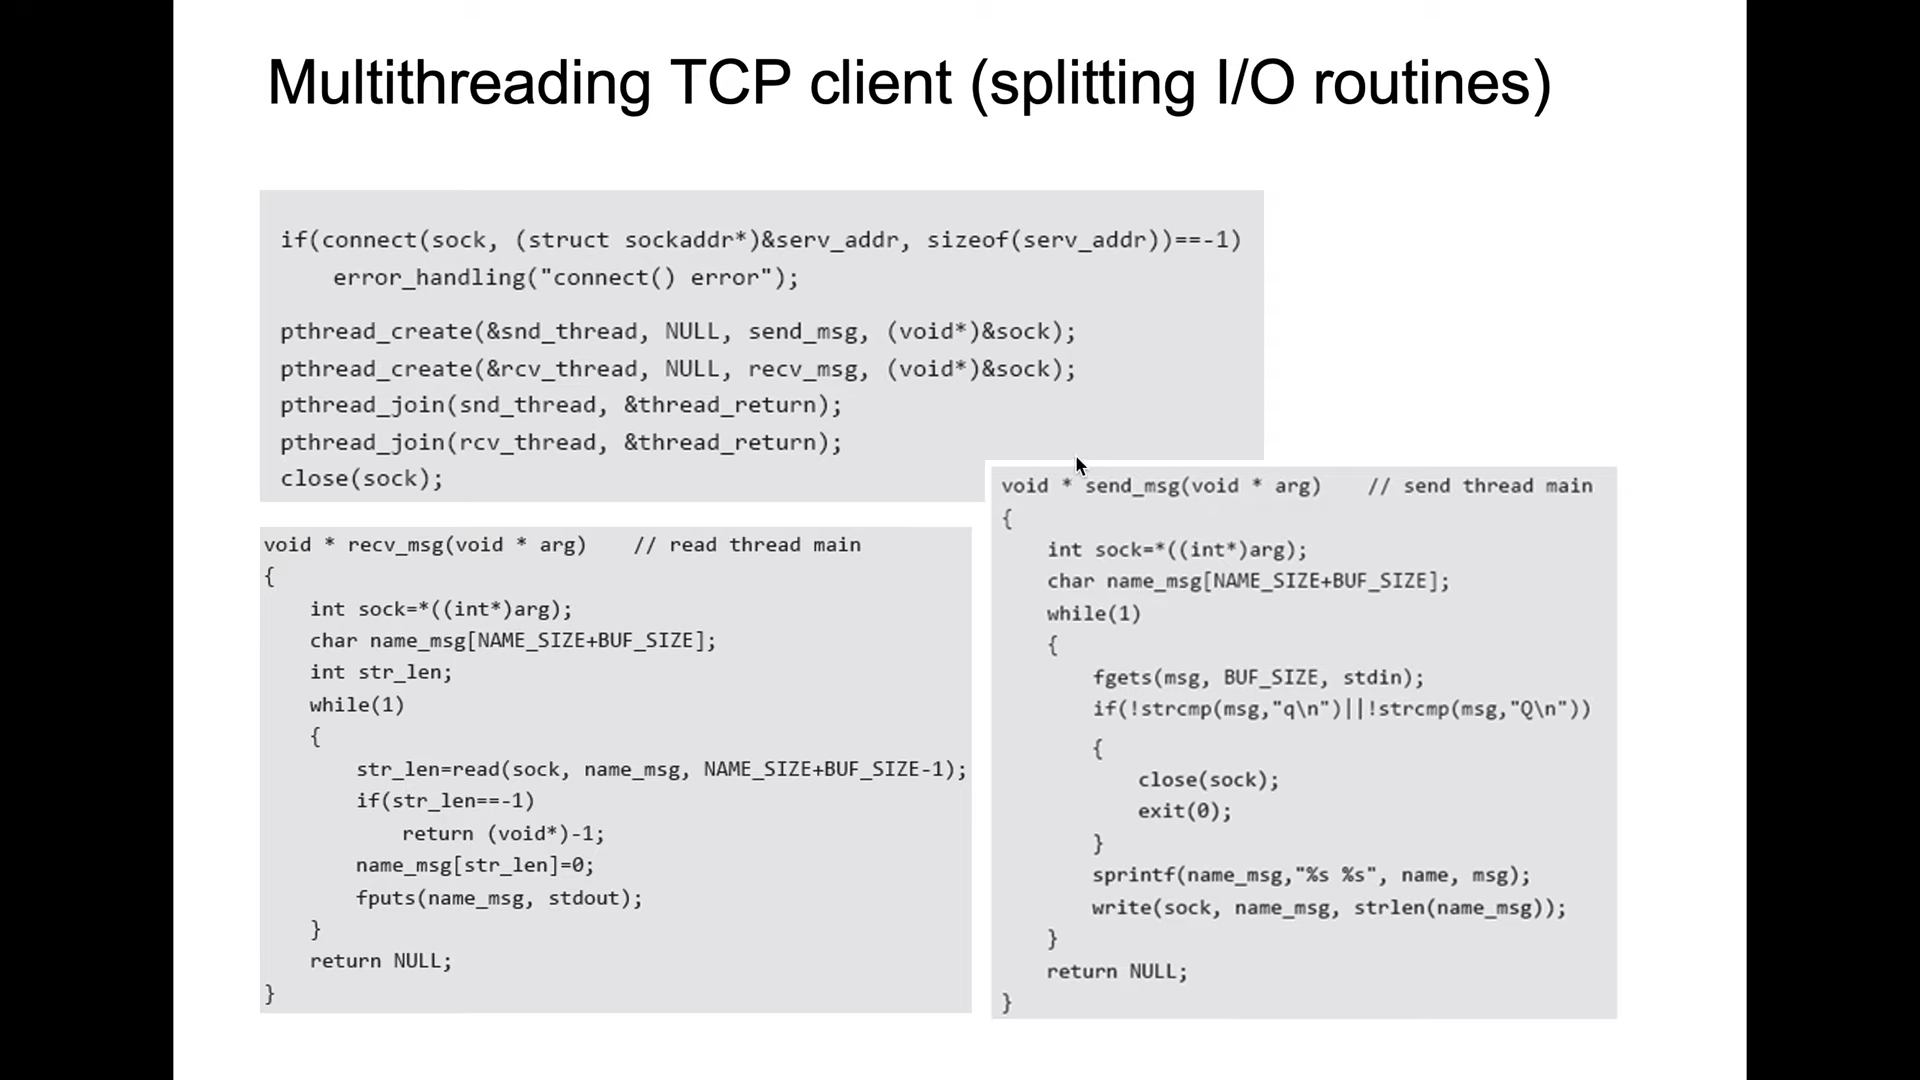 Multithreading TCP client (splitting I/O routines)
if(connect(sock, (struct sockaddr*)&serv_addr, sizeof(serv_addr))==-1)
    error_handling("connect() error");
pthread_create(&snd_thread, NULL, send_msg, (void*)&sock);
pthread_create(&rcv_thread, NULL, recv_msg, (void*)&sock);
pthread_join(snd_thread, &thread_return);
pthread_join(rcv_thread, &thread_return);
close(sock);
void * recv_msg(void * arg)    // read thread main
{
    int sock=*((int*)arg);
    char name_msg[NAME_SIZE+BUF_SIZE];
    int str_len;
    while(1)
    {
        str_len=read(sock, name_msg, NAME_SIZE+BUF_SIZE-1);
        if(str_len==-1)
            return (void*)-1;
        name_msg[str_len]=0;
        fputs(name_msg, stdout);
    }
    return NULL;
}
void * send_msg(void * arg)    // send thread main
{
    int sock=*((int*)arg);
    char name_msg[NAME_SIZE+BUF_SIZE];
    while(1)
    {
        fgets(msg, BUF_SIZE, stdin);
        if(!strcmp(msg,"q\n")||!strcmp(msg,"Q\n"))
        {
            close(sock);
            exit(0);
        }
        sprintf(name_msg,"%s %s", name, msg);
        write(sock, name_msg, strlen(name_msg));
    }
    return NULL;
}